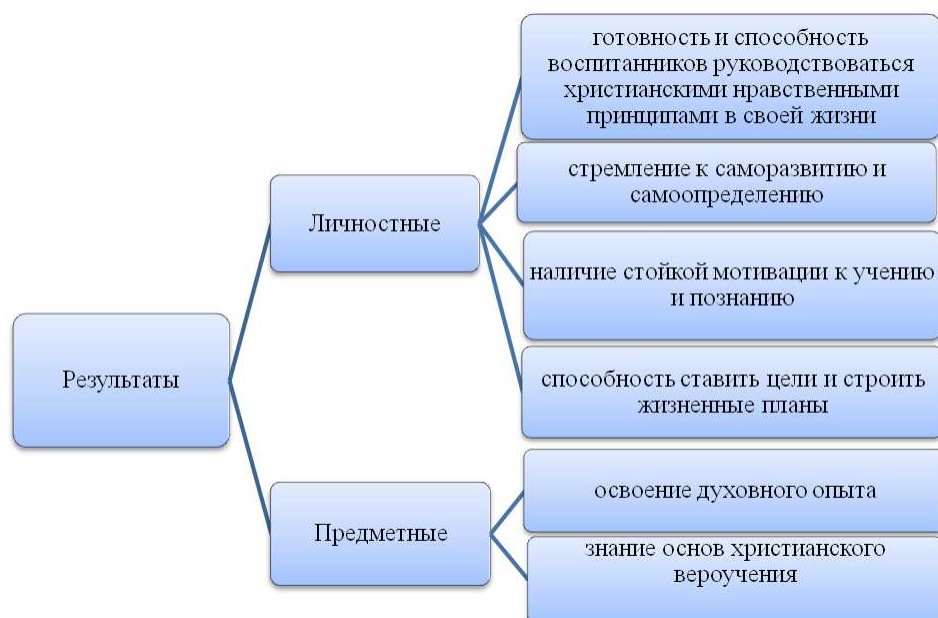 готовность и способность
воспитанников руководствоваться
христианскими нравственными
принципами в своей жизни
стремление к саморазвитию и
самоопределению
Личностные
наличие стойкой мотивации к учению
и познанию
Результаты
способность ставить цели и строить
жизненные планы
освоение духовного опыта
Предметные
знание основ христианского
вероучения